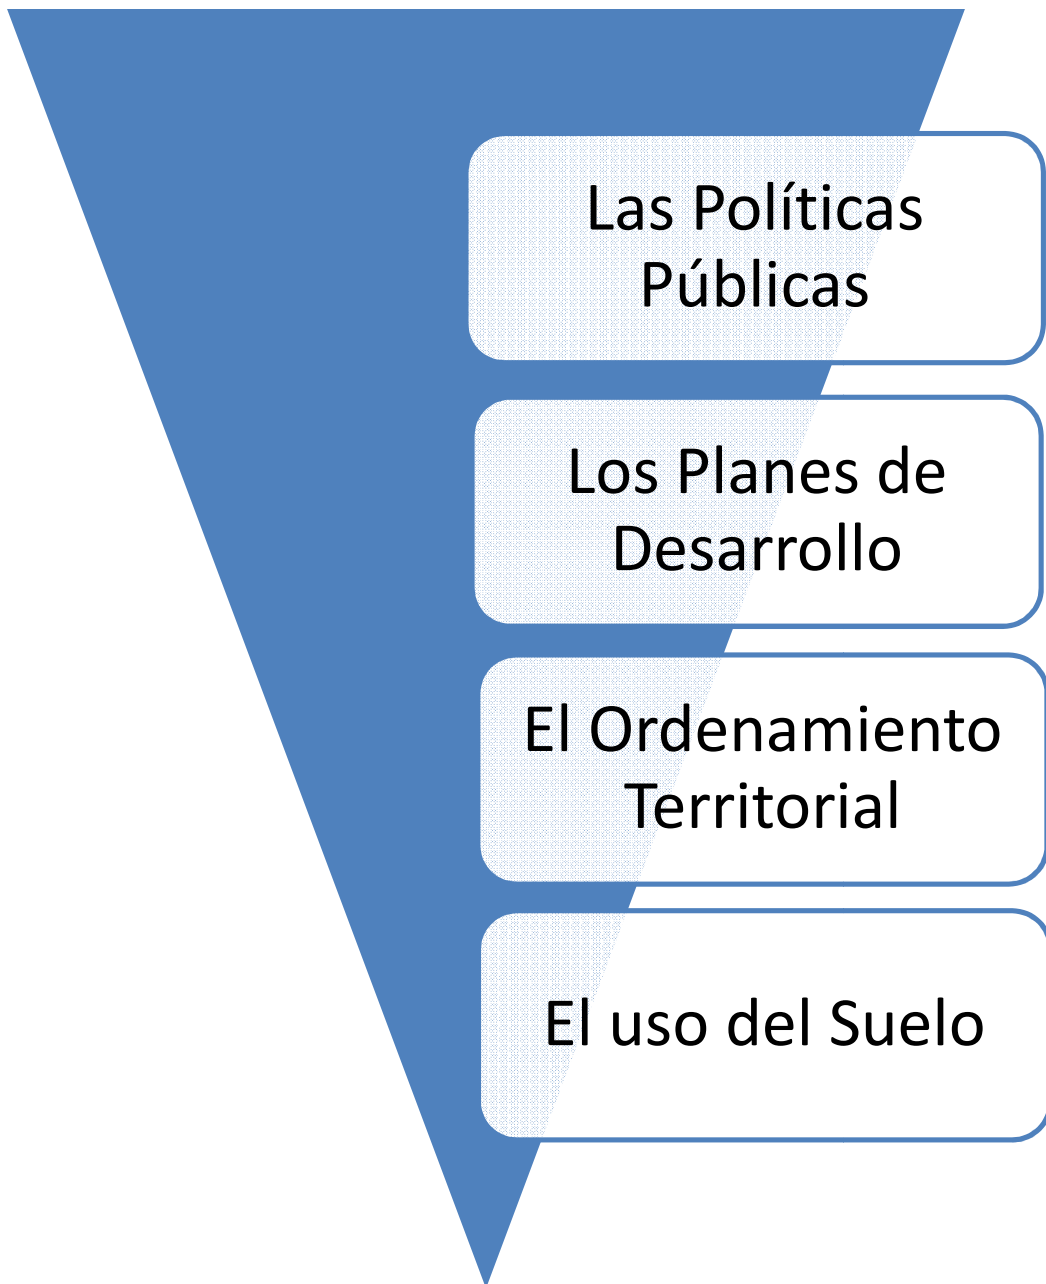 Las Políticas
Públicas
Los Planes de
Desarrollo
El Ordenamiento
Territorial
El uso del Suelo